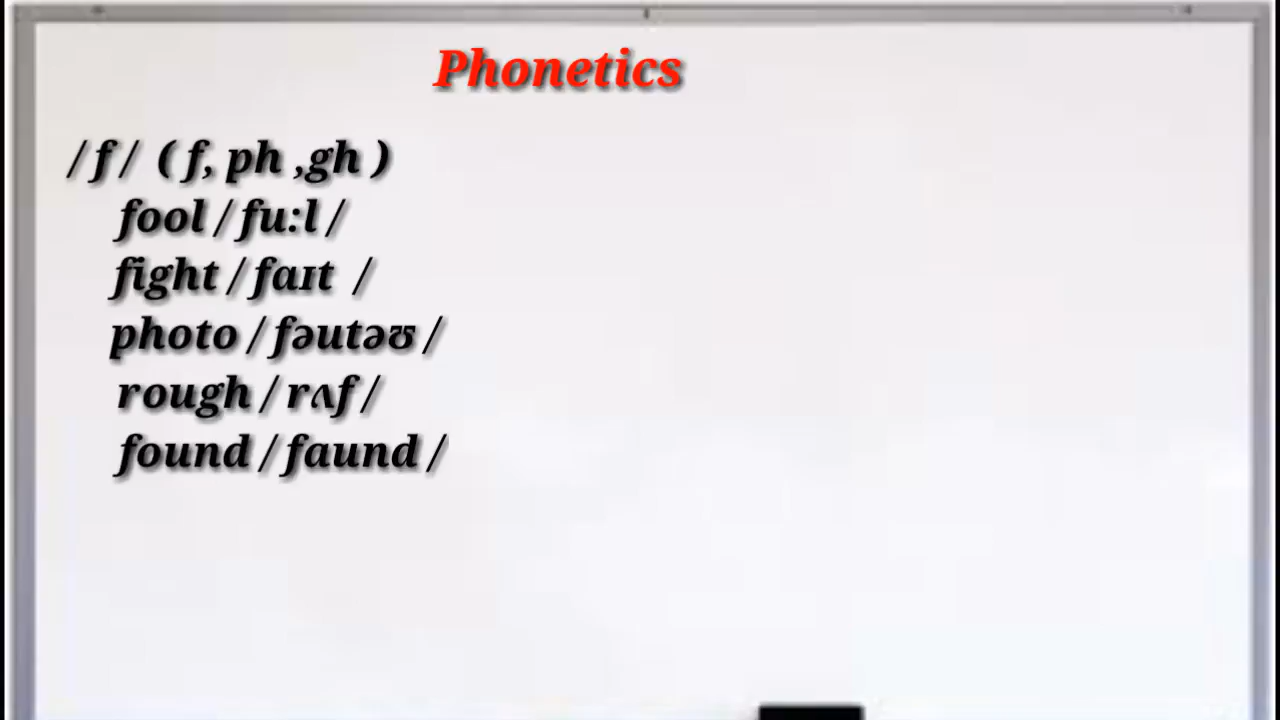 Phonetics
/f/ ( f, ph ,gh )
fool /fu:l/
fight /faɪt /
photo /fəutəʊ/
rough /rʌf/
found /faund/